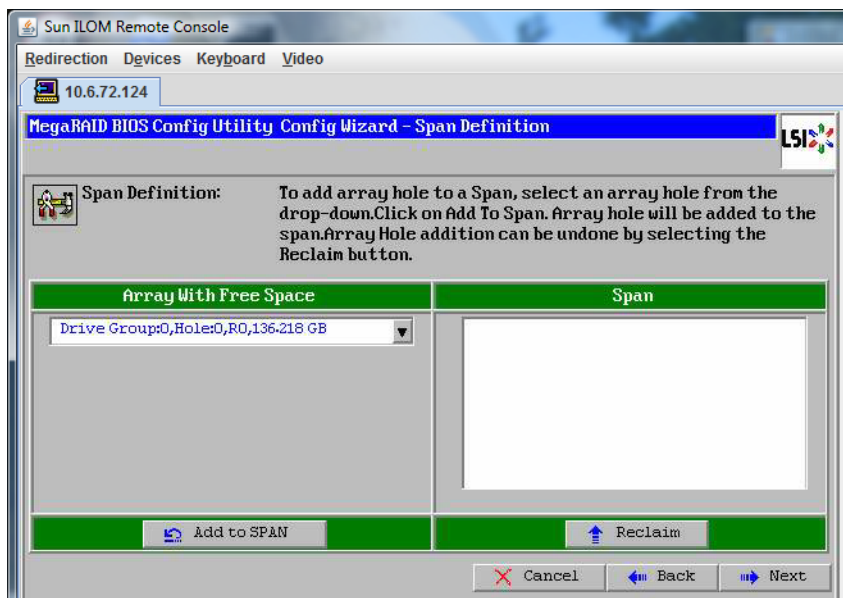 Sun ILOM Remote Console
Redirection Devices Keyboard Video
10.6.72.124
MegaRAID BIOS Config Utility Config Wizard - Span Definition
LSI
Span Definition:
To add array hole to a Span, select an array hole from the
drop-down.Click on Add To Span. Array hole will be added to the
span.Array Hole addition can be undone by selecting the
Reclaim button.
Array With Free Space
Span
Drive Group:0,Hole:0,R0,136.218 GB
Add to SPAN
Reclaim
Cancel
Back
Next